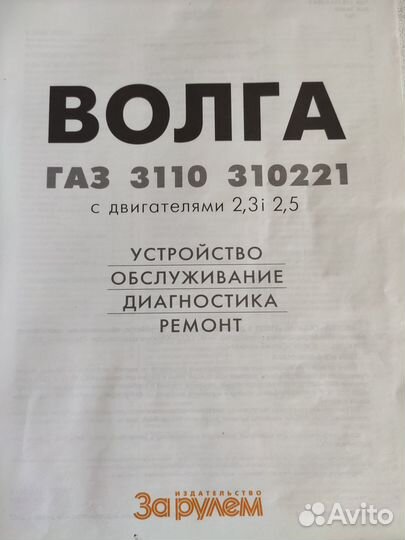 ВОЛГА
ГАЗ 3110 310221
с двигателями 2,3i 2,5
УСТРОЙСТВО
ОБСЛУЖИВАНИЕ
ДИАГНОСТИКА
РЕМОНТ
ИЗДАТЕЛЬСТВО
За рулем
Avito